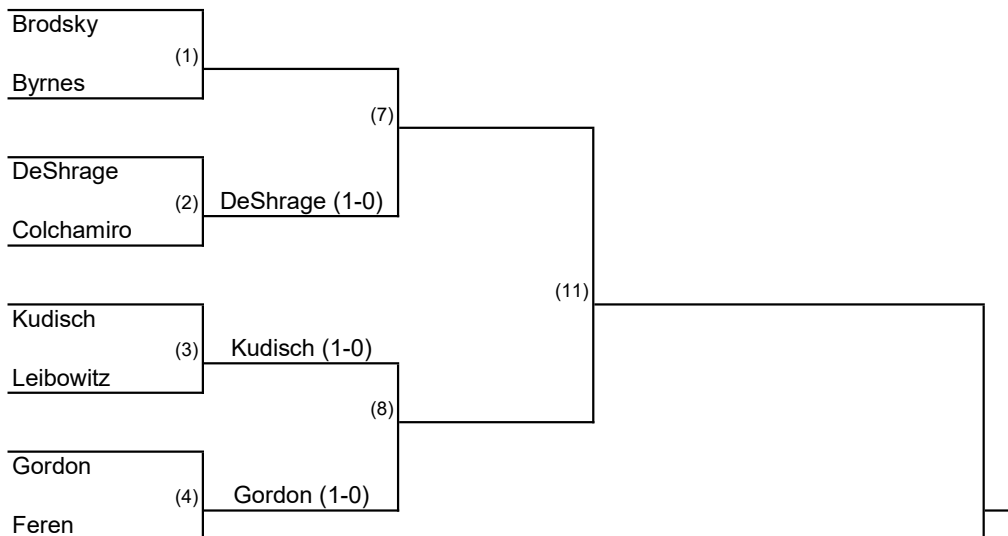 Brodsky
(1)
Byrnes
(7)
DeShrage
(2) DeShrage (1-0)
Colchamiro
(11)
Kudisch
(3) Kudisch (1-0)
Leibowitz
(8)
Gordon
(4) Gordon (1-0)
Feren